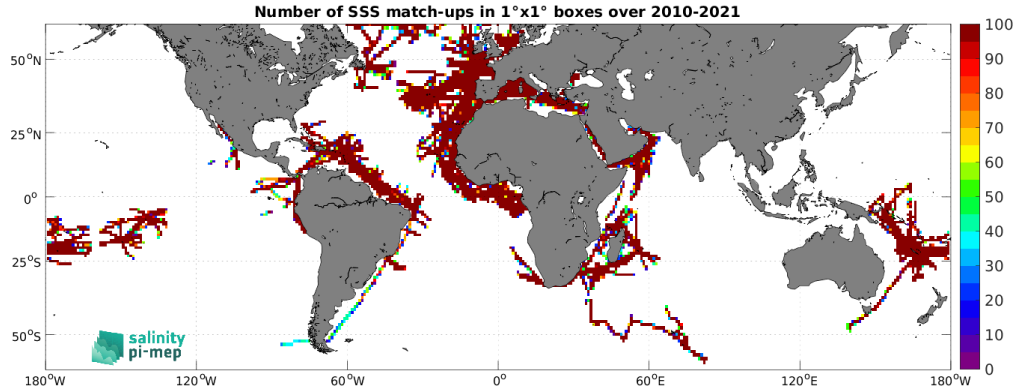 Number of SSS match-ups in 1°x1° boxes over 2010-2021
50°N
25°N
0°
25°S
50°S
180°W
120°W
60°W
0°
60°E
120°E
180°W
100
90
80
70
60
50
40
30
20
10
0
salinity
pi-mep